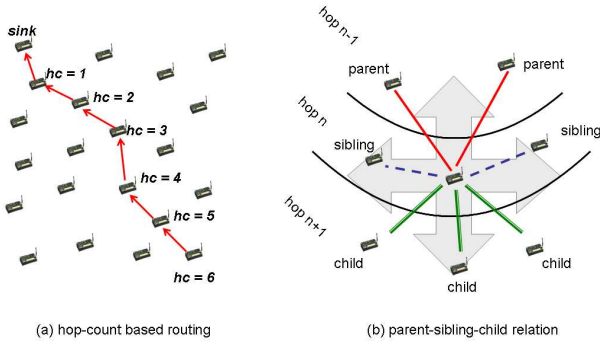 sink
hc = 1
hc = 2
hc = 3
hc = 4
hc = 5
hc = 6
(a) hop-count based routing
hop n-1
parent
parent
hop n
sibling
sibling
hop n+1
child
child
child
(b) parent-sibling-child relation